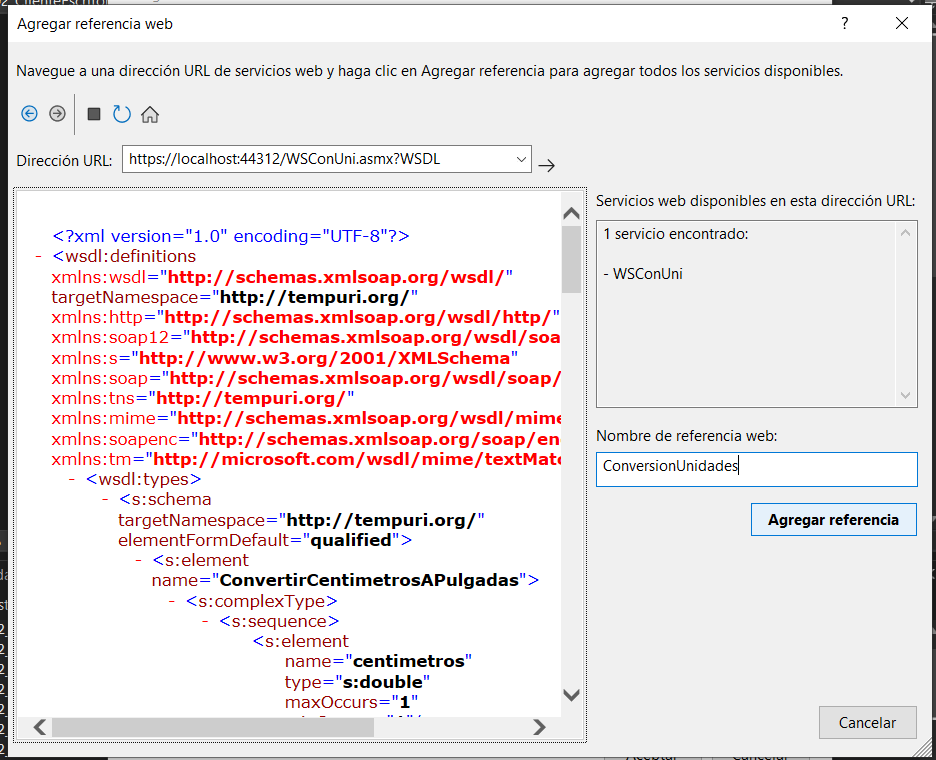 Agregar referencia web
?
Navegue a una dirección URL de servicios web y haga clic en Agregar referencia para agregar todos los servicios disponibles.
Dirección URL:
https://localhost:44312/WSConUni.asmx?WSDL
<?xml version="1.0" encoding="UTF-8"?>
- <wsdl:definitions
xmlns:wsdl="http://schemas.xmlsoap.org/wsdl/"
targetNamespace="http://tempuri.org/"
xmlns:http="http://schemas.xmlsoap.org/wsdl/http/"
xmlns:soap12="http://schemas.xmlsoap.org/wsdl/soa
xmlns:s="http://www.w3.org/2001/XMLSchema"
xmlns:soap="http://schemas.xmlsoap.org/wsdl/soap/
xmlns:tns="http://tempuri.org/"
xmlns:mime="http://schemas.xmlsoap.org/wsdl/mime
xmlns:soapenc="http://schemas.xmlsoap.org/soap/en
xmlns:tm="http://microsoft.com/wsdl/mime/textMatc
- <wsdl:types>
- <s:schema
targetNamespace="http://tempuri.org/"
elementFormDefault="qualified">
- <s:element
name="ConvertirCentimetrosAPulgadas">
- <s:complexType>
- <s:sequence>
<s:element
name="centimetros"
type="s:double"
maxOccurs="1"
Servicios web disponibles en esta dirección URL:
1 servicio encontrado:
- WSConUni
Nombre de referencia web:
ConversionUnidades
Agregar referencia
Cancelar